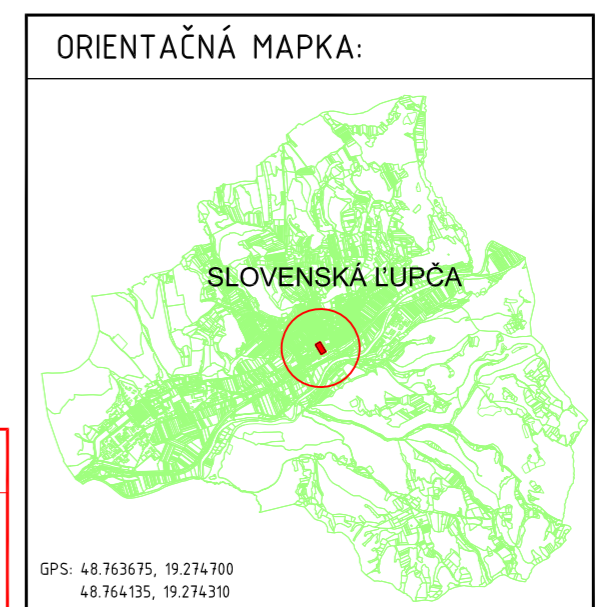 ORIENTAČNÁ MAPKA:
SLOVENSKÁ ĽUPČA
GPS: 48.763675, 19.274700
48.764135, 19.274310